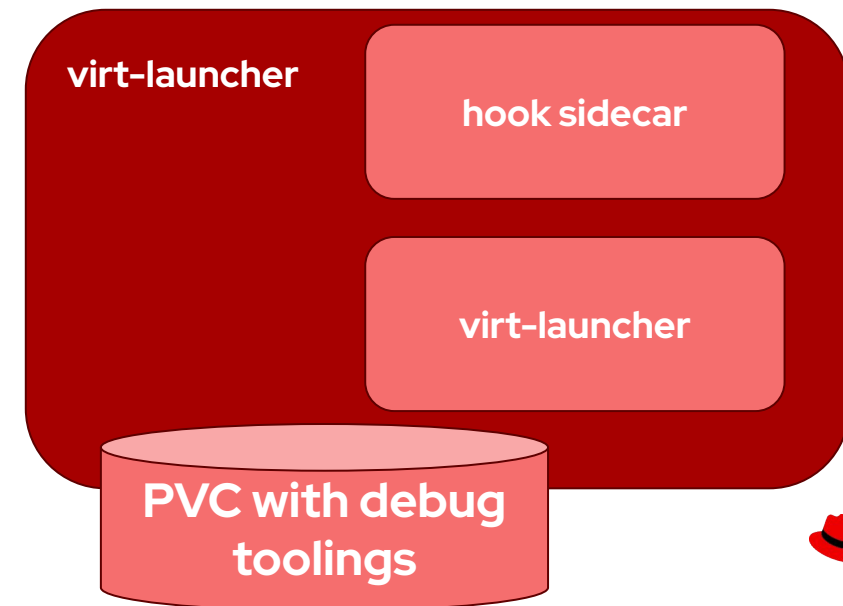 virt-launcher
hook sidecar
virt-launcher
PVC with debug
toolings